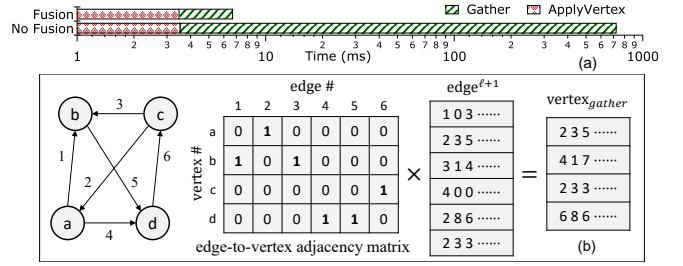 Gather ApplyVertex
Fusion
No Fusion
1 2 3 4 5 6 7 8 9 10 2 3 4 5 6 7 8 9 100 2 3 4 5 6 7 8 9 1000
Time (ms)
(a)
edge #
1 2 3 4 5 6
vertex #
a 0 1 0 0 0 0
b 1 0 1 0 0 0
c 0 0 0 0 0 1
d 0 0 0 1 1 0
edge-to-vertex adjacency matrix
×
edgeℓ+1
1 0 3 ······
2 3 5 ······
3 1 4 ······
4 0 0 ······
2 8 6 ······
2 3 3 ······
=
vertexgather
2 3 5 ······
4 1 7 ······
2 3 3 ······
6 8 6 ······
(b)
b 3 c
1 2 5 6
a 4 d